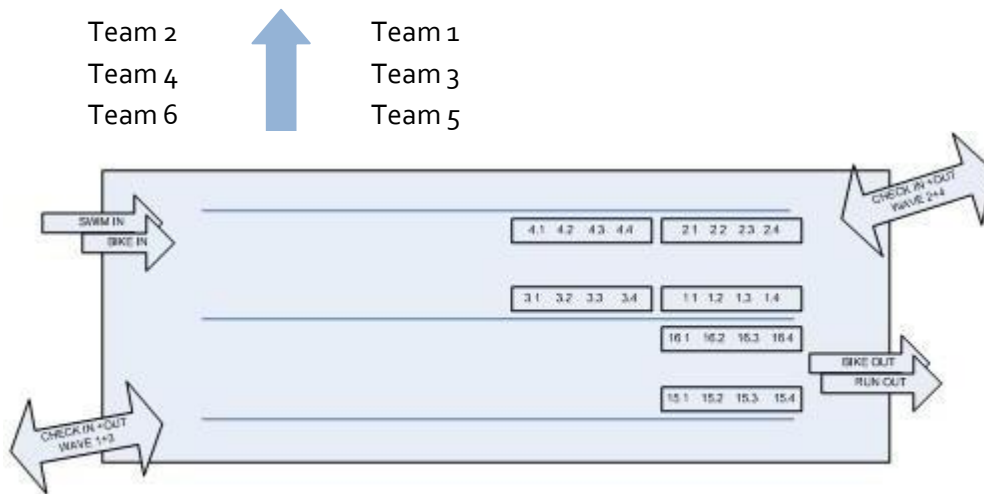 Team 2 Team 1
Team 4 Team 3
Team 6 Team 5
CHECK IN +OUT
WAVE 2+4
SWIM IN
BIKE IN
4.1 4.2 4.3 4.4 2.1 2.2 2.3 2.4
3.1 3.2 3.3 3.4 1.1 1.2 1.3 1.4
16.1 16.2 16.3 16.4
BIKE OUT
RUN OUT
15.1 15.2 15.3 15.4
CHECK IN +OUT
WAVE 1+3